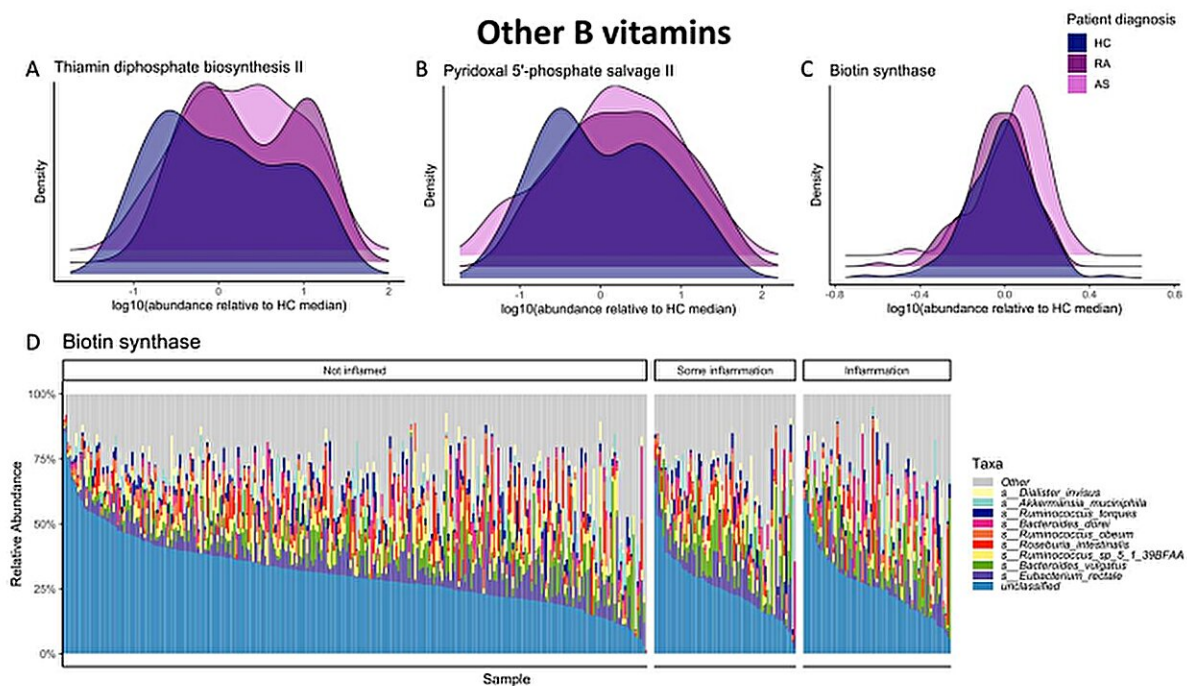 Other B vitamins
Patient diagnosis
HC
RA
AS
A Thiamin diphosphate biosynthesis II
Density
-1 0 1 2
log10(abundance relative to HC median)
B Pyridoxal 5'-phosphate salvage II
Density
-1 0 1 2
log10(abundance relative to HC median)
C Biotin synthase
Density
-0.8 -0.4 0.0 0.4 0.8
log10(abundance relative to HC median)
D Biotin synthase
Not inflamed
Some inflammation
Inflammation
Relative Abundance
100%
75%
50%
25%
0%
Sample
Taxa
Other
s__Dialister_invisus
s__Akkermansia_muciniphila
s__Ruminococcus_torques
s__Bacteroides_dorei
s__Ruminococcus_obeum
s__Roseburia_intestinalis
s__Ruminococcus_sp_5_1_39BFAA
s__Bacteroides_vulgatus
s__Eubacterium_rectale
unclassified